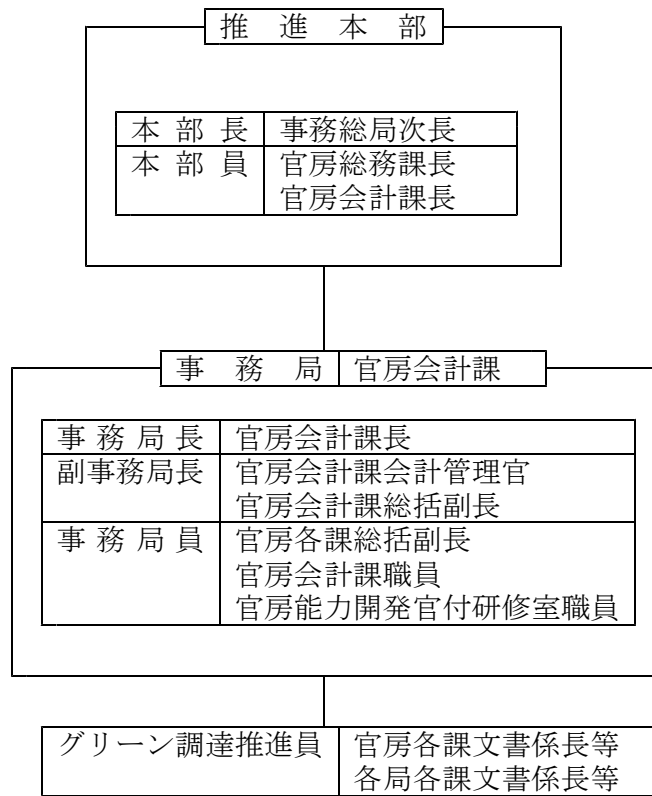 推進本部
本部長 事務総局次長
本部員 官房総務課長
官房会計課長
事務局 官房会計課
事務局長 官房会計課長
副事務局長 官房会計課会計管理官
官房会計課総括副長
事務局員 官房各課総括副長
官房会計課職員
官房能力開発官付研修室職員
グリーン調達推進員 官房各課文書係長等
各局各課文書係長等